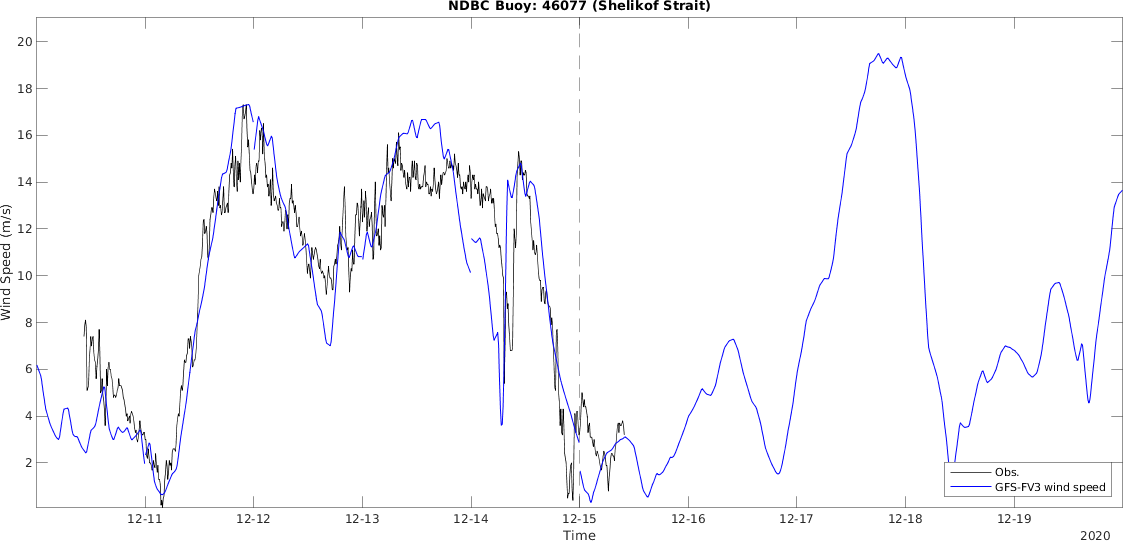 NDBC Buoy: 46077 (Shelikof Strait)
20
18
16
14
12
10
8
6
4
2
Wind Speed (m/s)
Obs.
GFS-FV3 wind speed
12-11 12-12 12-13 12-14 12-15 12-16 12-17 12-18 12-19
Time
2020